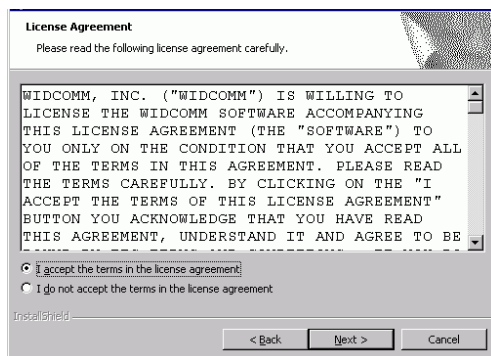 License Agreement
Please read the following license agreement carefully.
WIDCOMM, INC. ("WIDCOMM") IS WILLING TO
LICENSE THE WIDCOMM SOFTWARE ACCOMPANYING
THIS LICENSE AGREEMENT (THE "SOFTWARE") TO
YOU ONLY ON THE CONDITION THAT YOU ACCEPT ALL
OF THE TERMS IN THIS AGREEMENT. PLEASE READ
THE TERMS CAREFULLY. BY CLICKING ON THE "I
ACCEPT THE TERMS OF THIS LICENSE AGREEMENT"
BUTTON YOU ACKNOWLEDGE THAT YOU HAVE READ
THIS AGREEMENT, UNDERSTAND IT AND AGREE TO BE
I accept the terms in the license agreement
I do not accept the terms in the license agreement
InstallShield
< Back Next > Cancel